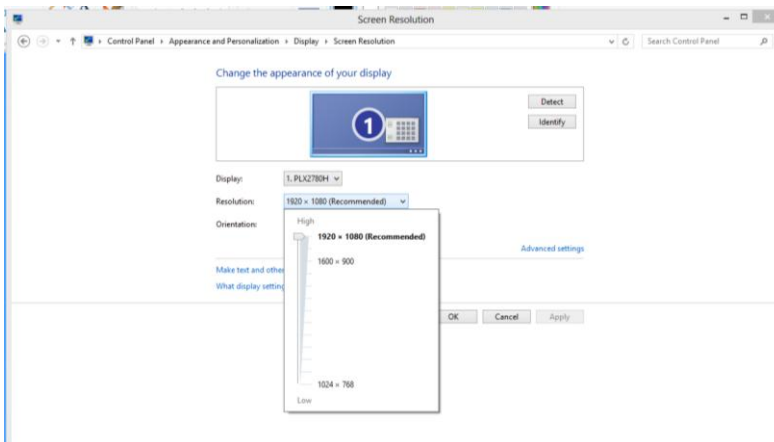 Screen Resolution
Control Panel › Appearance and Personalization › Display › Screen Resolution
Search Control Panel
Change the appearance of your display
1
Detect
Identify
Display: 1. PLX2780H
Resolution: 1920 × 1080 (Recommended)
Orientation:
High
1920 × 1080 (Recommended)
1600 × 900
Advanced settings
Make text and other
What display setting
OK Cancel Apply
1024 × 768
Low